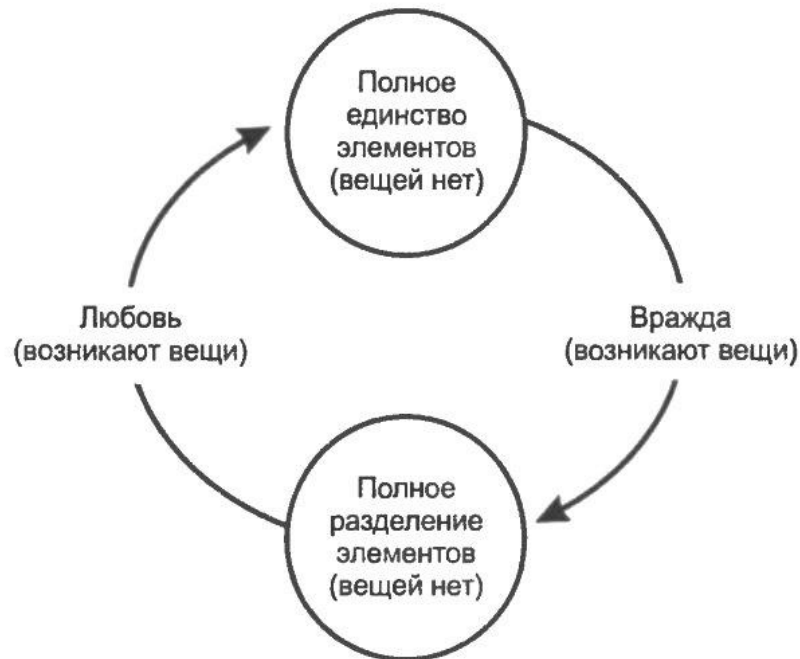 Полное
единство
элементов
(вещей нет)
Любовь
(возникают вещи)
Вражда
(возникают вещи)
Полное
разделение
элементов
(вещей нет)